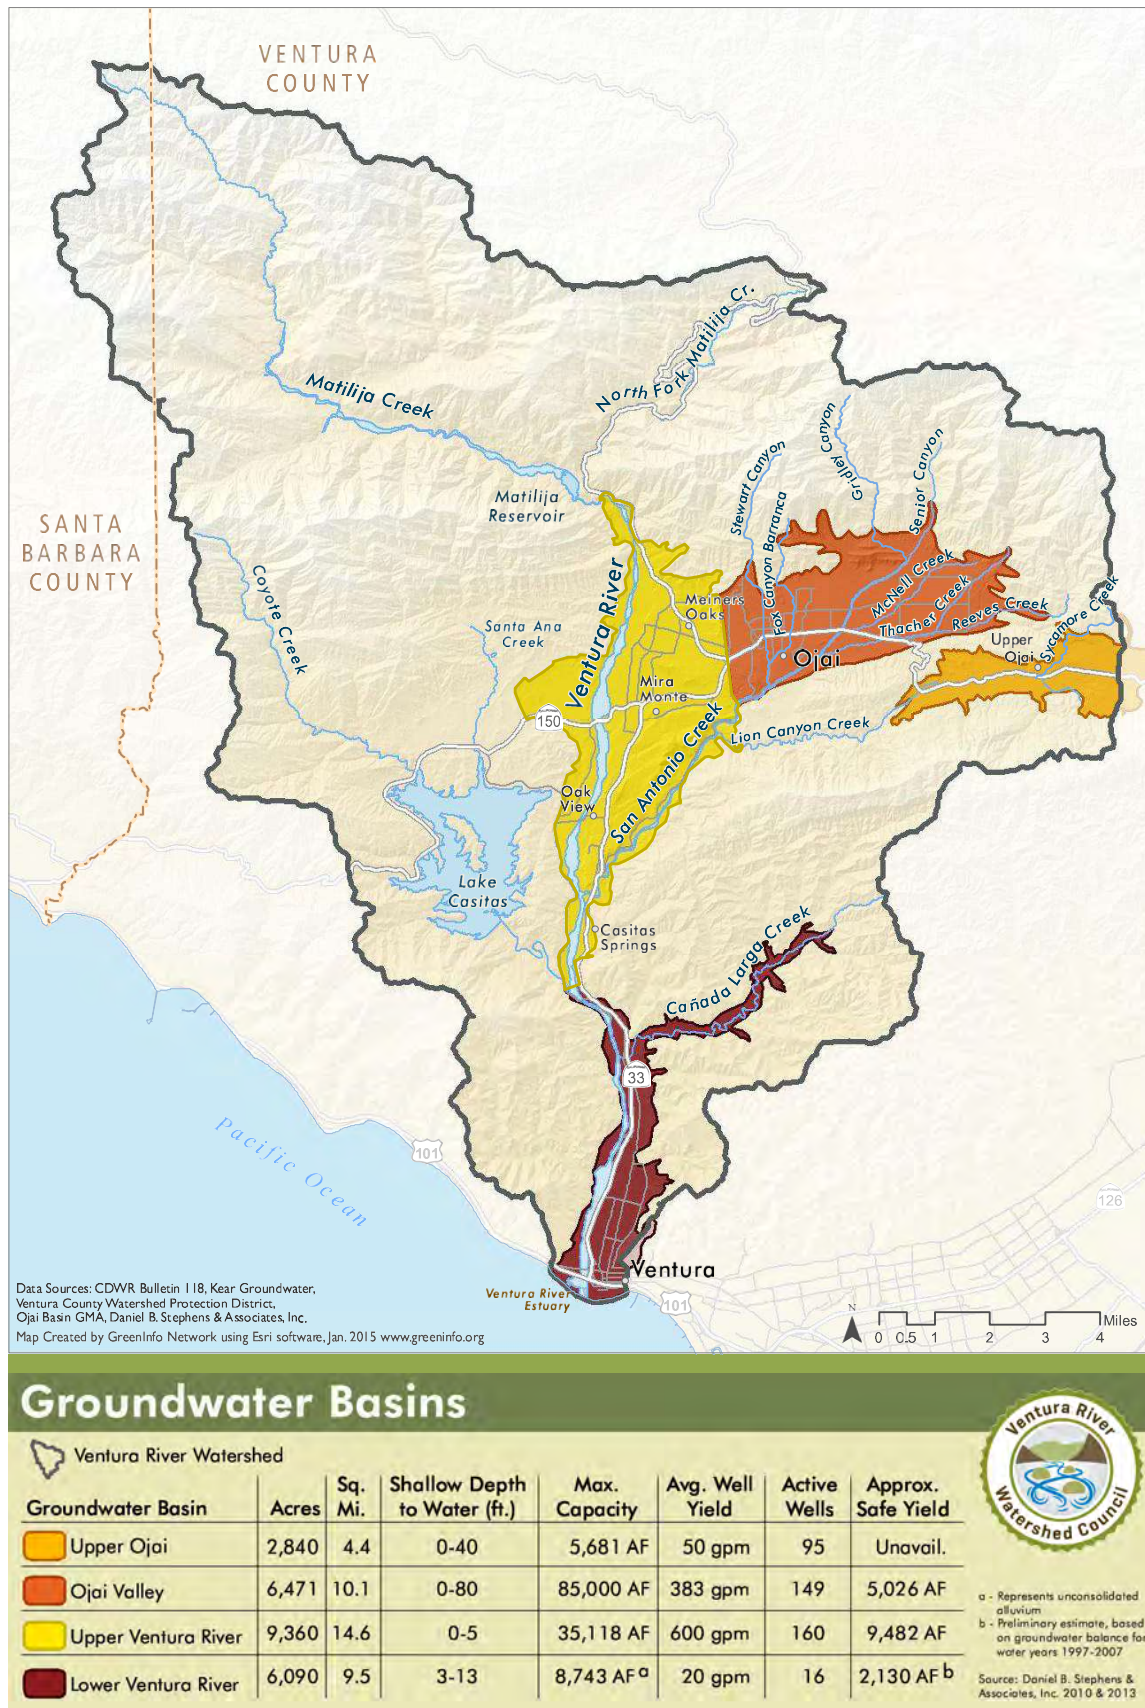 VENTURA
COUNTY
North Fork Matilija Cr.
Matilija Creek
Stewart Canyon
Gridley Canyon
Senior Canyon
Fox Canyon Barranca
Matilija
Reservoir
SANTA
BARBARA
COUNTY
Coyote Creek
Ventura River
McNell Creek
Thacher Creek
Reeves Creek
Sycamore Creek
Meiners
Oaks
Santa Ana
Creek
Upper
Ojai
Ojai
Mira
Monte
150
San Antonio Creek
Lion Canyon Creek
Oak
View
Lake
Casitas
Casitas
Springs
Cañada Larga Creek
33
Pacific Ocean
101
126
Ventura
Ventura River
Estuary
101
Data Sources: CDWR Bulletin 118, Kear Groundwater,
Ventura County Watershed Protection District,
Ojai Basin GMA, Daniel B. Stephens & Associates, Inc.
Map Created by GreenInfo Network using Esri software, Jan. 2015 www.greeninfo.org
N
0 0.5 1 2 3 4 Miles
Groundwater Basins
Ventura River
Watershed Council
Ventura River Watershed
Groundwater Basin Acres Sq. Mi. Shallow Depth to Water (ft.) Max. Capacity Avg. Well Yield Active Wells Approx. Safe Yield
Upper Ojai 2,840 4.4 0-40 5,681 AF 50 gpm 95 Unavail.
Ojai Valley 6,471 10.1 0-80 85,000 AF 383 gpm 149 5,026 AF
Upper Ventura River 9,360 14.6 0-5 35,118 AF 600 gpm 160 9,482 AF
Lower Ventura River 6,090 9.5 3-13 8,743 AF a 20 gpm 16 2,130 AF b
a - Represents unconsolidated
alluvium
b - Preliminary estimate, based
on groundwater balance for
water years 1997-2007
Source: Daniel B. Stephens &
Associates, Inc. 2010 & 2013